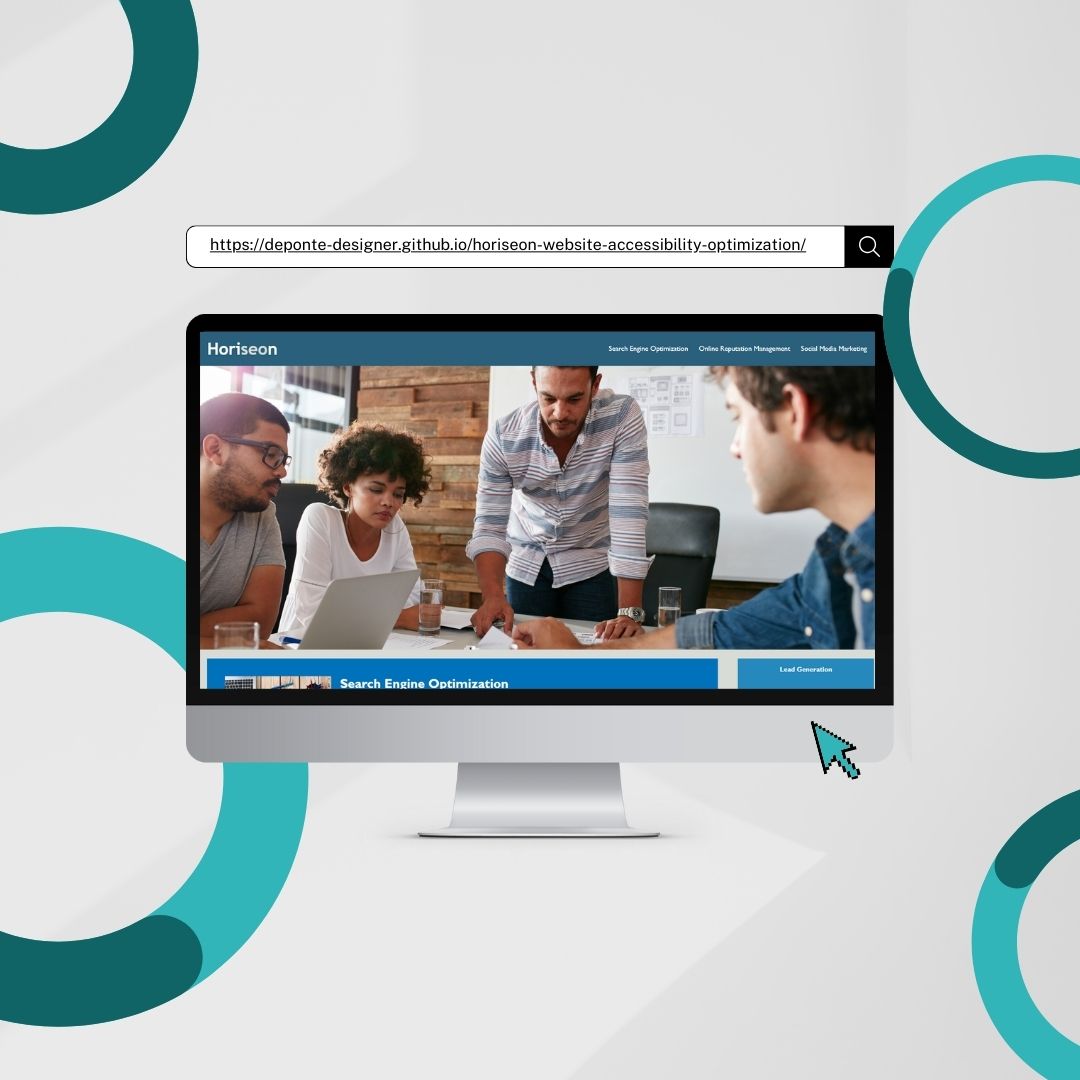 https://deponte-designer.github.io/horiseon-website-accessibility-optimization/
Horiseon
Search Engine Optimization Online Reputation Management Social Media Marketing
Search Engine Optimization
Lead Generation